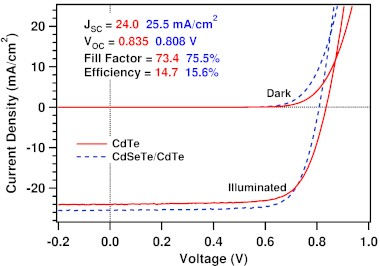 J_SC = 24.0 25.5 mA/cm²
V_OC = 0.835 0.808 V
Fill Factor = 73.4 75.5%
Efficiency = 14.7 15.6%
20
10
0
-10
-20
Current Density (mA/cm²)
Dark
CdTe
CdSeTe/CdTe
Illuminated
-0.2 0.0 0.2 0.4 0.6 0.8 1.0
Voltage (V)